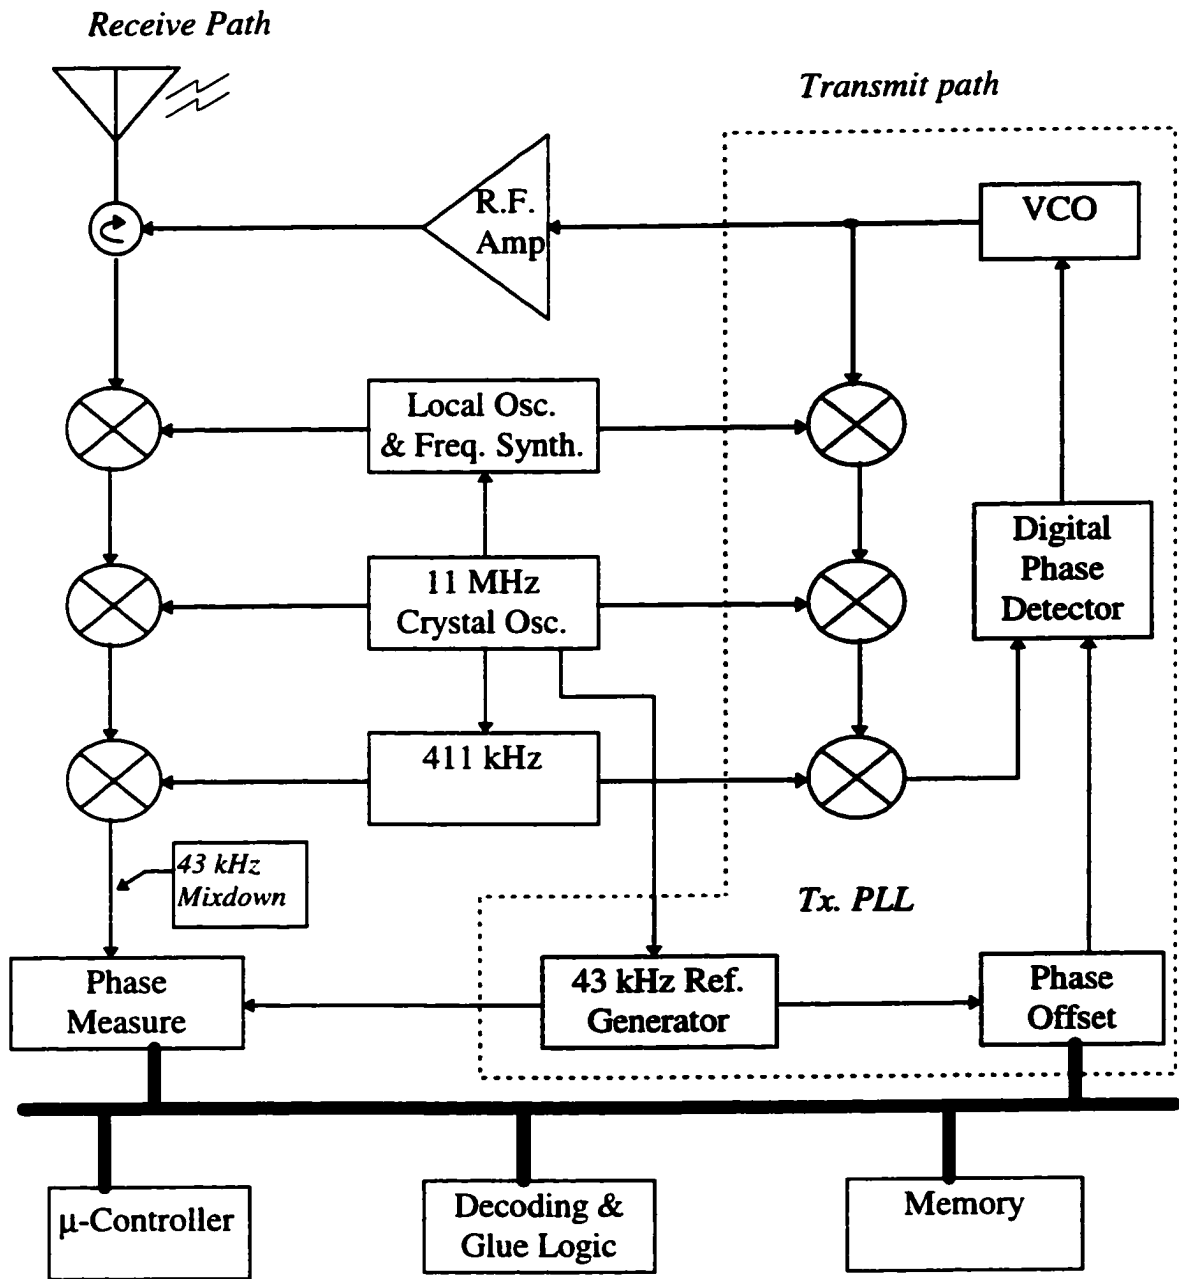 Receive Path
Transmit path
R.F.
Amp
VCO
Local Osc.
& Freq. Synth.
11 MHz
Crystal Osc.
Digital
Phase
Detector
411 kHz
43 kHz
Mixdown
Tx. PLL
Phase
Measure
43 kHz Ref.
Generator
Phase
Offset
μ-Controller
Decoding &
Glue Logic
Memory